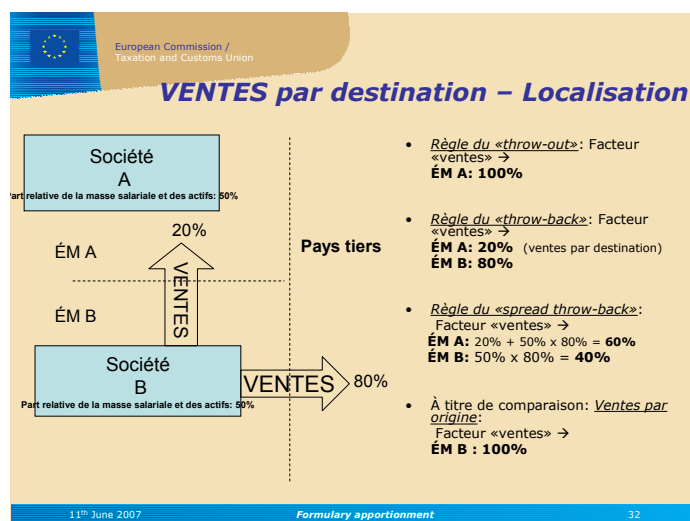 European Commission /
Taxation and Customs Union
VENTES par destination – Localisation
Société
A
Part relative de la masse salariale et des actifs: 50%
20%
ÉM A
VENTES
Pays tiers
ÉM B
Société
B
Part relative de la masse salariale et des actifs: 50%
VENTES
80%
• Règle du «throw-out»: Facteur
«ventes» →
ÉM A: 100%
• Règle du «throw-back»: Facteur
«ventes» →
ÉM A: 20% (ventes par destination)
ÉM B: 80%
• Règle du «spread throw-back»:
Facteur «ventes» →
ÉM A: 20% + 50% x 80% = 60%
ÉM B: 50% x 80% = 40%
• À titre de comparaison: Ventes par
origine:
Facteur «ventes» →
ÉM B : 100%
11th June 2007
Formulary apportionment
32